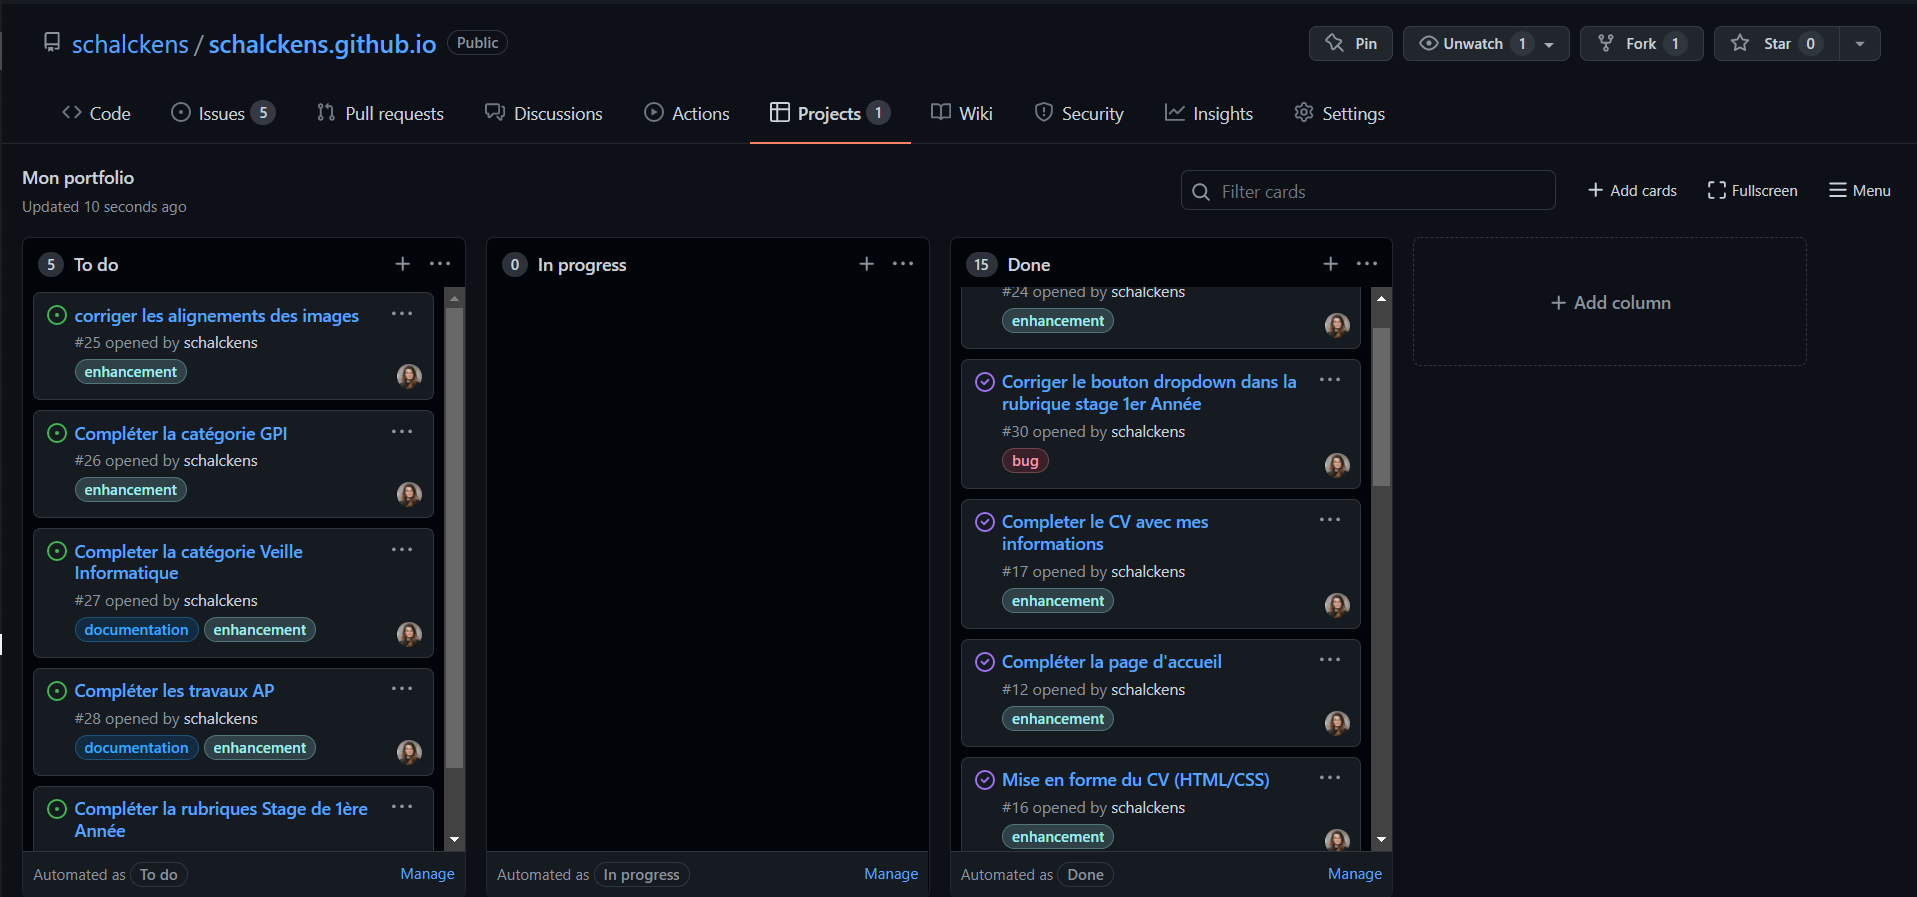 schalckens / schalckens.github.io Public
Pin
Unwatch 1
Fork 1
Star 0
Code
Issues 5
Pull requests
Discussions
Actions
Projects 1
Wiki
Security
Insights
Settings
Mon portfolio
Updated 10 seconds ago
Filter cards
Add cards
Fullscreen
Menu
5 To do
corriger les alignements des images
#25 opened by schalckens
enhancement
Compléter la catégorie GPI
#26 opened by schalckens
enhancement
Completer la catégorie Veille
Informatique
#27 opened by schalckens
documentation enhancement
Compléter les travaux AP
#28 opened by schalckens
documentation enhancement
Compléter la rubriques Stage de 1ère
Année
Automated as To do
Manage
0 In progress
Automated as In progress
Manage
15 Done
#24 opened by schalckens
enhancement
Corriger le bouton dropdown dans la
rubrique stage 1er Année
#30 opened by schalckens
bug
Completer le CV avec mes
informations
#17 opened by schalckens
enhancement
Compléter la page d'accueil
#12 opened by schalckens
enhancement
Mise en forme du CV (HTML/CSS)
#16 opened by schalckens
enhancement
Automated as Done
Manage
Add column